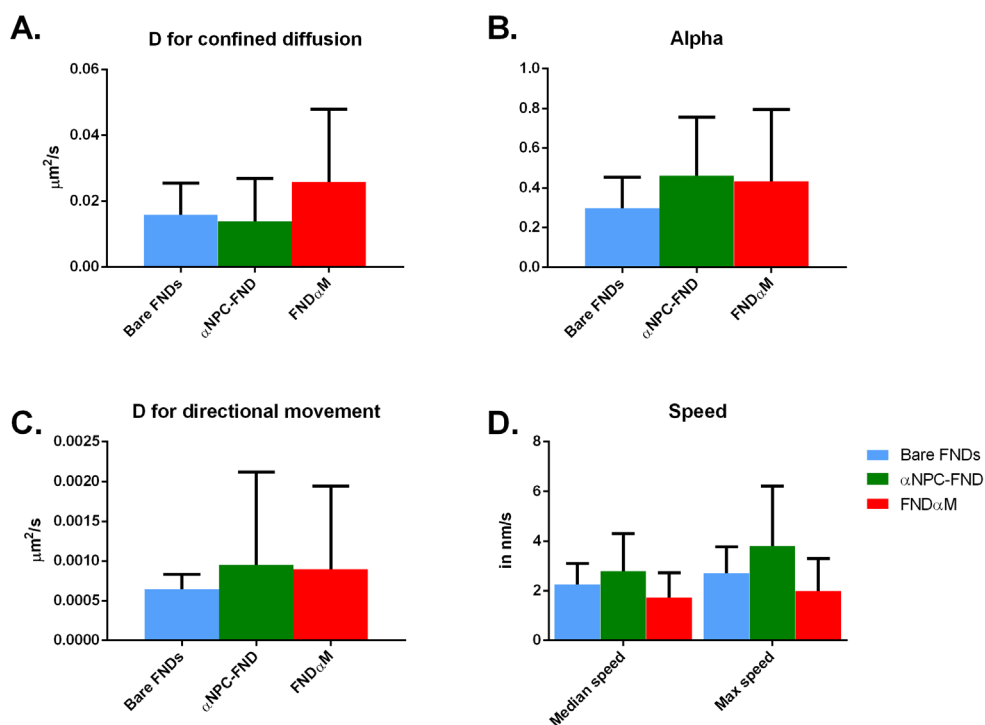 A.
D for confined diffusion
0.06
0.04
0.02
0.00
μm²/s
Bare FNDs
αNPC-FND
FNDαM
B.
Alpha
1.0
0.8
0.6
0.4
0.2
0.0
Bare FNDs
αNPC-FND
FNDαM
C.
D for directional movement
0.0025
0.0020
0.0015
0.0010
0.0005
0.0000
μm²/s
Bare FNDs
αNPC-FND
FNDαM
D.
Speed
8
6
4
2
0
in nm/s
Median speed
Max speed
Bare FNDs
αNPC-FND
FNDαM